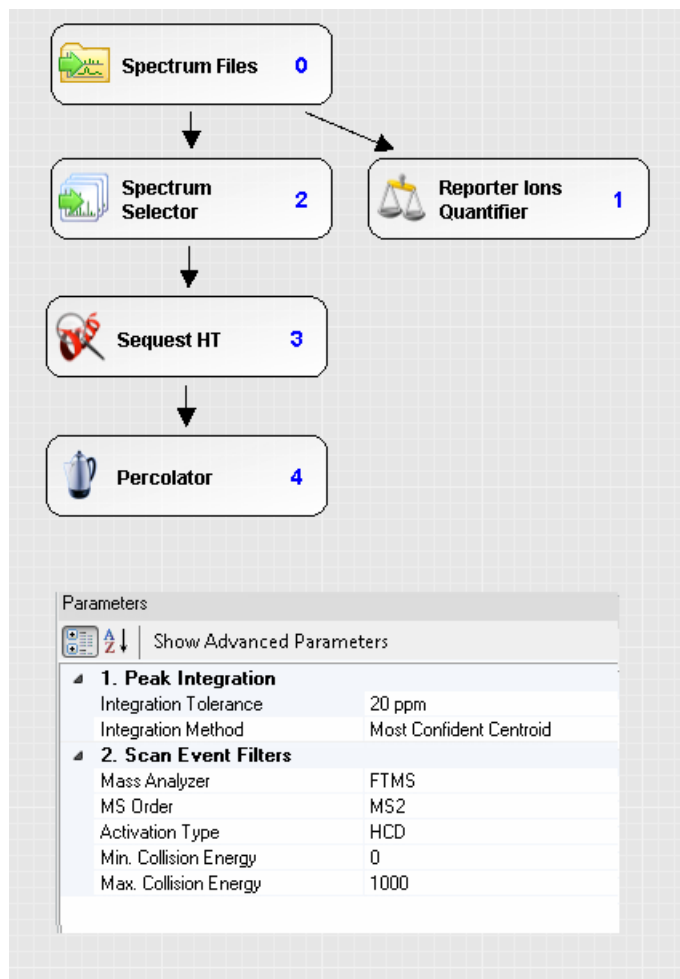 Spectrum Files 0
Spectrum
Selector 2
Reporter Ions
Quantifier 1
Sequest HT 3
Percolator 4
Parameters
A
Z
Show Advanced Parameters
1. Peak Integration
Integration Tolerance 20 ppm
Integration Method Most Confident Centroid
2. Scan Event Filters
Mass Analyzer FTMS
MS Order MS2
Activation Type HCD
Min. Collision Energy 0
Max. Collision Energy 1000